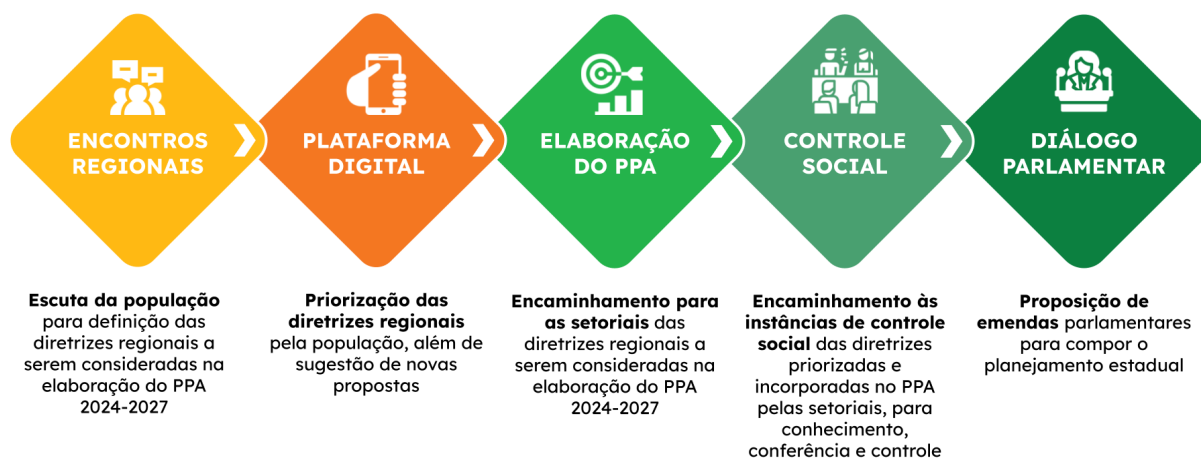 ENCONTROS
REGIONAIS
PLATAFORMA
DIGITAL
ELABORAÇÃO
DO PPA
CONTROLE
SOCIAL
DIÁLOGO
PARLAMENTAR
Escuta da população
para definição das
diretrizes regionais a
serem consideradas na
elaboração do PPA
2024-2027
Priorização das
diretrizes regionais
pela população, além de
sugestão de novas
propostas
Encaminhamento para
as setoriais das
diretrizes regionais a
serem consideradas na
elaboração do PPA
2024-2027
Encaminhamento às
instâncias de controle
social das diretrizes
priorizadas e
incorporadas no PPA
pelas setoriais, para
conhecimento,
conferência e controle
Proposição de
emendas parlamentares
para compor o
planejamento estadual